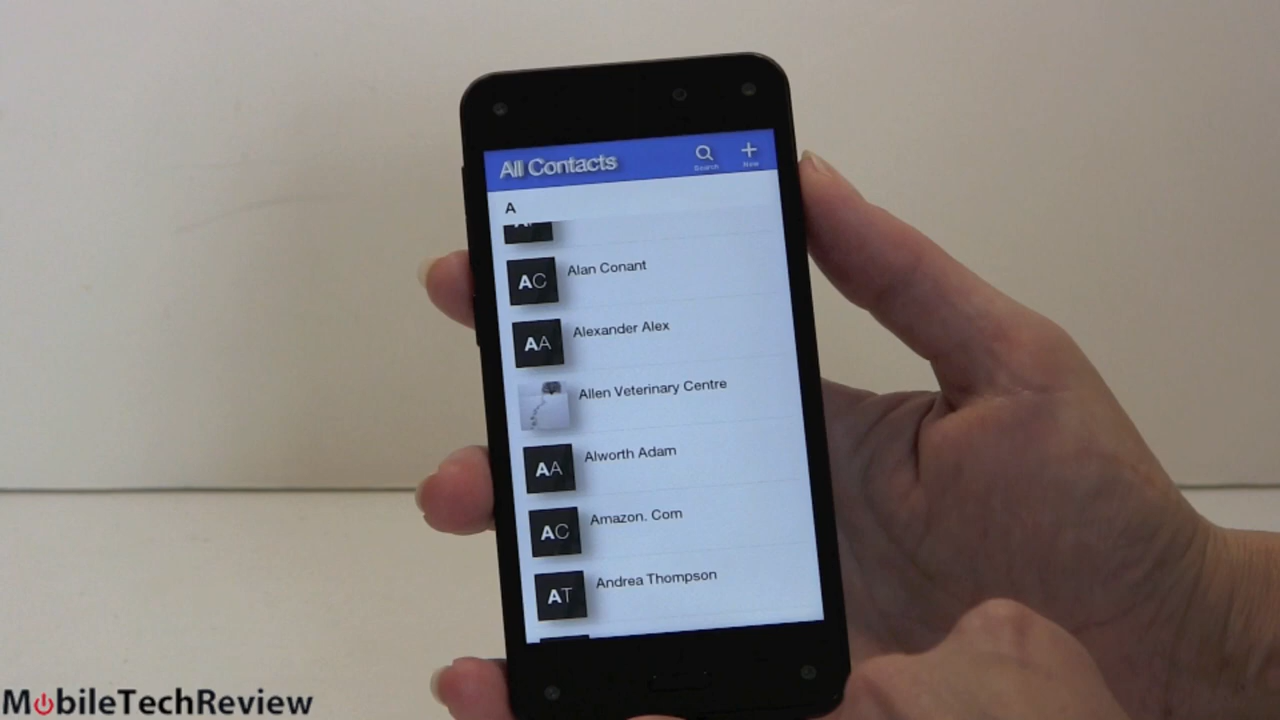 All Contacts
Search
New
A
AC
Alan Conant
AA
Alexander Alex
Allen Veterinary Centre
AA
Alworth Adam
AC
Amazon. Com
AT
Andrea Thompson
MobileTechReview